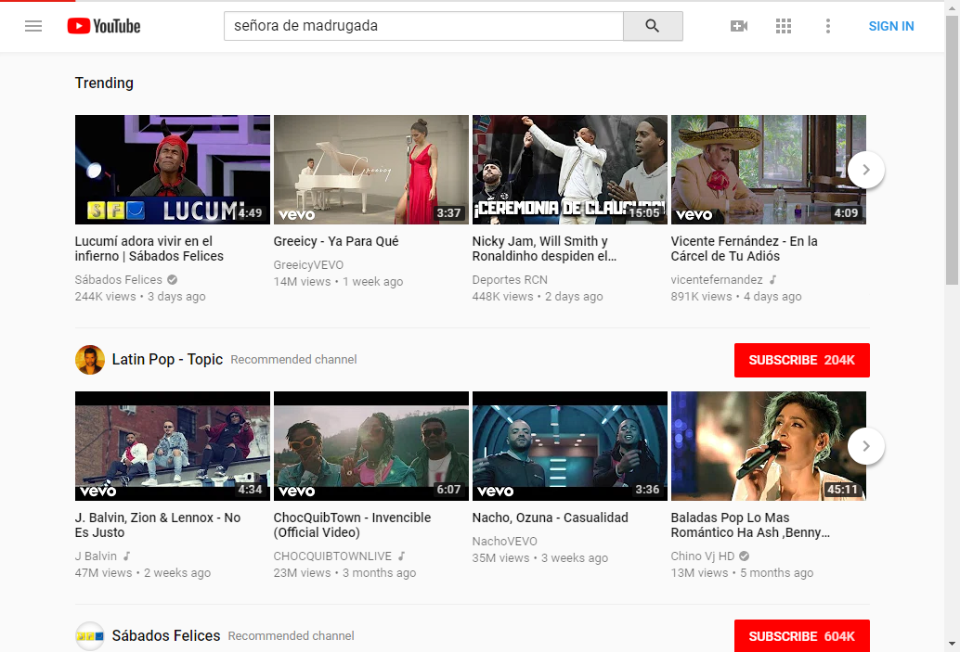 YouTube
señora de madrugada
SIGN IN
Trending
SFJ LUCUMI
4:49
vevo
3:37
¡CEREMONIA DE CLAUSURA!
15:05
vevo
4:09
Lucumí adora vivir en el
infierno | Sábados Felices
Sábados Felices
244K views • 3 days ago
Greeicy - Ya Para Qué
GreeicyVEVO
14M views • 1 week ago
Nicky Jam, Will Smith y
Ronaldinho despiden el...
Deportes RCN
448K views • 2 days ago
Vicente Fernández - En la
Cárcel de Tu Adiós
vicentefernandez
891K views • 4 days ago
Latin Pop - Topic Recommended channel
SUBSCRIBE 204K
vevo
4:34
vevo
6:07
vevo
3:36
45:11
J. Balvin, Zion & Lennox - No
Es Justo
J Balvin
47M views • 2 weeks ago
ChocQuibTown - Invencible
(Official Video)
CHOCQUIBTOWNLIVE
23M views • 3 months ago
Nacho, Ozuna - Casualidad
NachoVEVO
35M views • 3 weeks ago
Baladas Pop Lo Mas
Romántico Ha Ash ,Benny...
Chino Vj HD
13M views • 5 months ago
Sábados Felices Recommended channel
SUBSCRIBE 604K